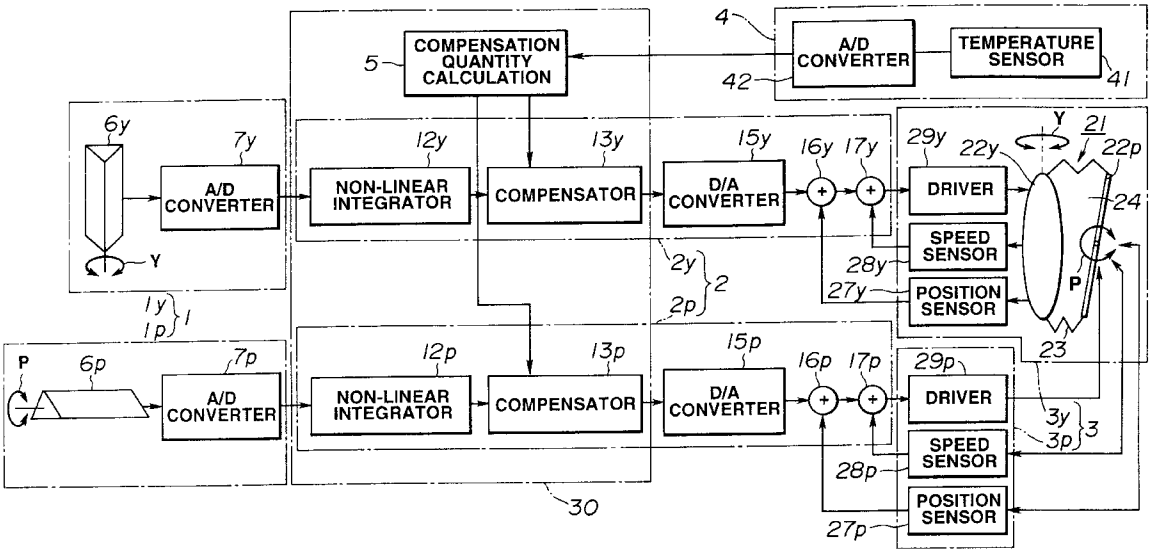 4
5
COMPENSATION
QUANTITY
CALCULATION
A/D
CONVERTER
42
TEMPERATURE
SENSOR
41
6y
7y
A/D
CONVERTER
Y
12y
NON-LINEAR
INTEGRATOR
13y
COMPENSATOR
15y
D/A
CONVERTER
16y
+
17y
+
29y
DRIVER
SPEED
SENSOR
28y
27y
POSITION
SENSOR
Y
21
22y
22p
24
P
23
1y
1p } 1
2y
2p } 2
P
6p
7p
A/D
CONVERTER
12p
NON-LINEAR
INTEGRATOR
13p
COMPENSATOR
15p
D/A
CONVERTER
16p
+
17p
+
29p
DRIVER
SPEED
SENSOR
28p
POSITION
SENSOR
27p
3y
3p } 3
30